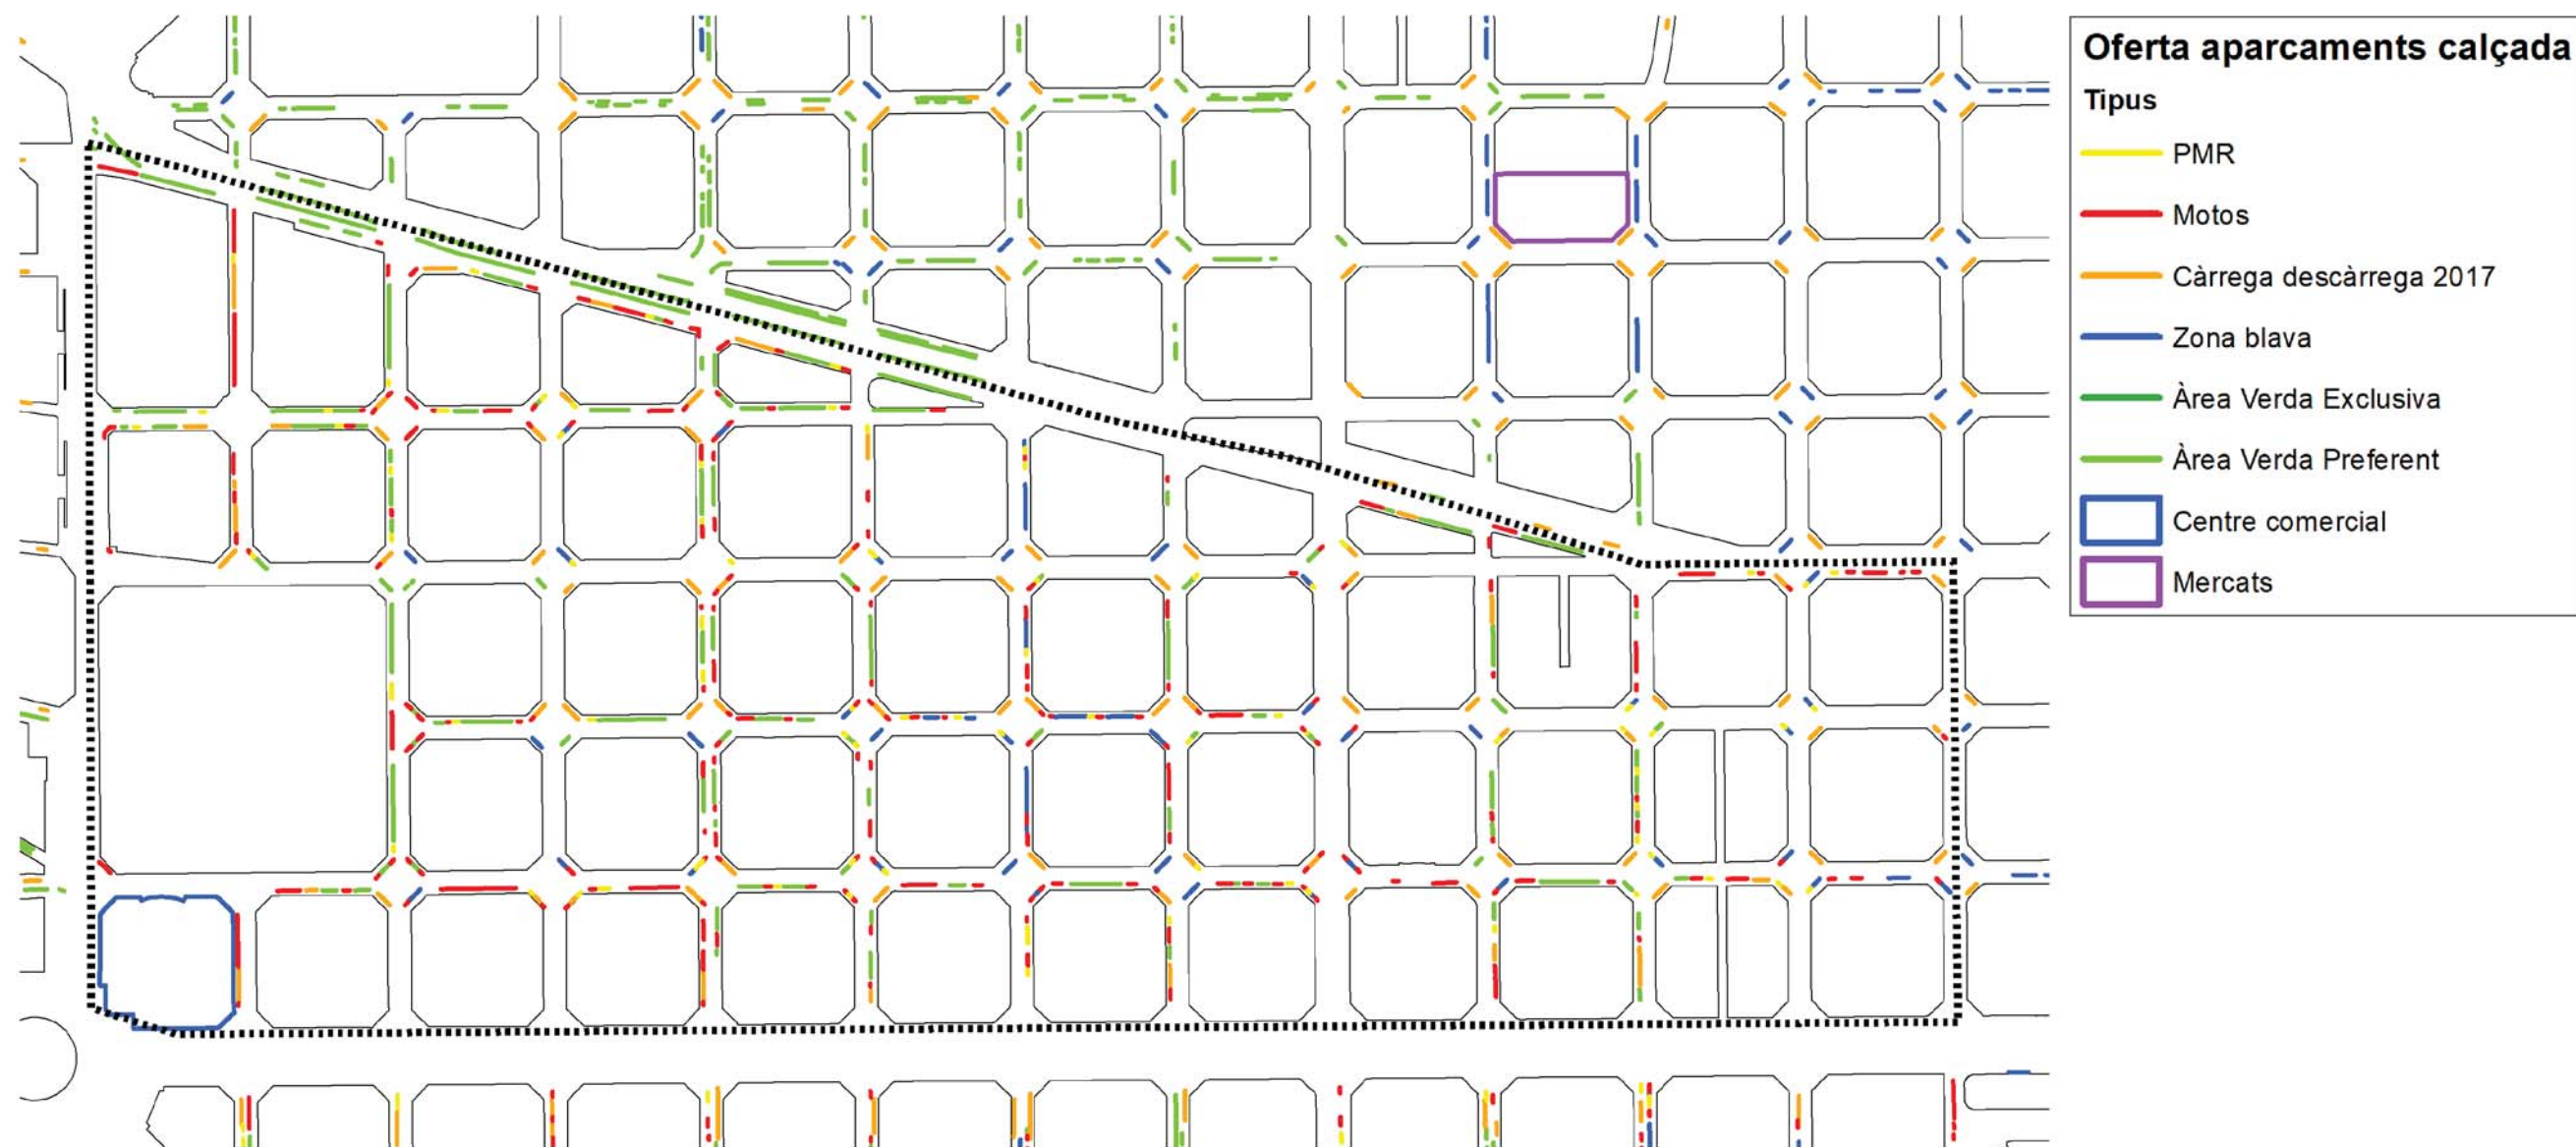 Oferta aparcaments calçada
Tipus
PMR
Motos
Càrrega descàrrega 2017
Zona blava
Àrea Verda Exclusiva
Àrea Verda Preferent
Centre comercial
Mercats